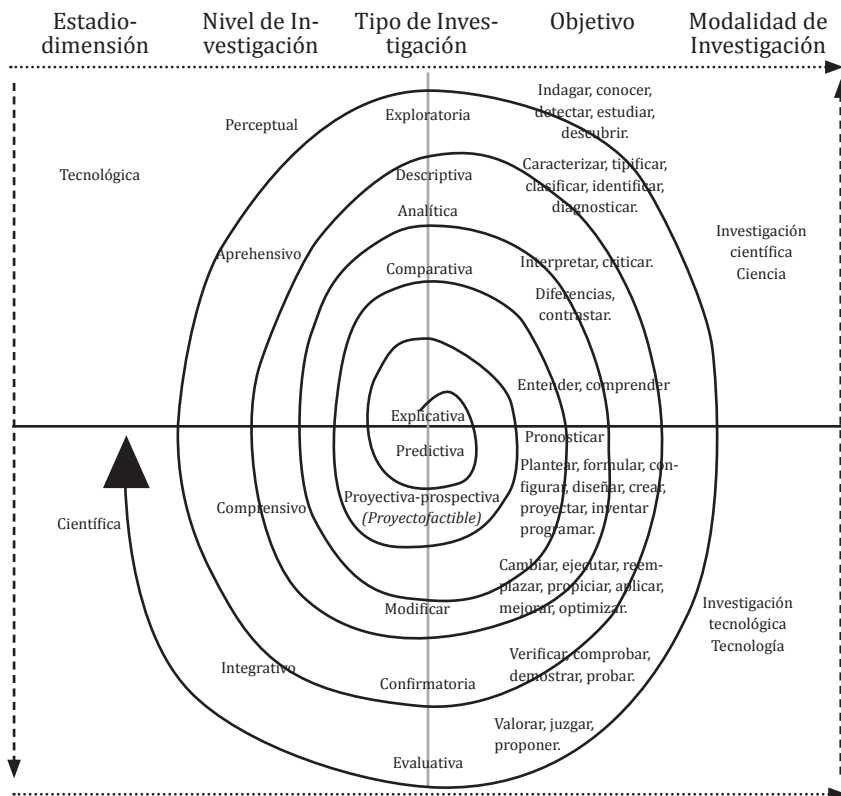 Estadio-
dimensión
Nivel de In-
vestigación
Tipo de Inves-
tigación
Objetivo
Modalidad de
Investigación
Perceptual
Exploratoria
Indagar, conocer,
detectar, estudiar,
descubrir.
Tecnológica
Descriptiva
Caracterizar, tipificar,
clasificar, identificar,
diagnosticar.
Analítica
Aprehensivo
Interpretar, criticar.
Investigación
científica
Ciencia
Comparativa
Diferencias,
contrastar.
Explicativa
Entender, comprender
Predictiva
Pronosticar
Proyectiva-prospectiva
(Proyectofactible)
Plantear, formular, con-
figurar, diseñar, crear,
proyectar, inventar
programar.
Científica
Comprensivo
Modificar
Cambiar, ejecutar, reem-
plazar, propiciar, aplicar,
mejorar, optimizar.
Investigación
tecnológica
Tecnología
Integrativo
Confirmatoria
Verificar, comprobar,
demostrar, probar.
Evaluativa
Valorar, juzgar,
proponer.